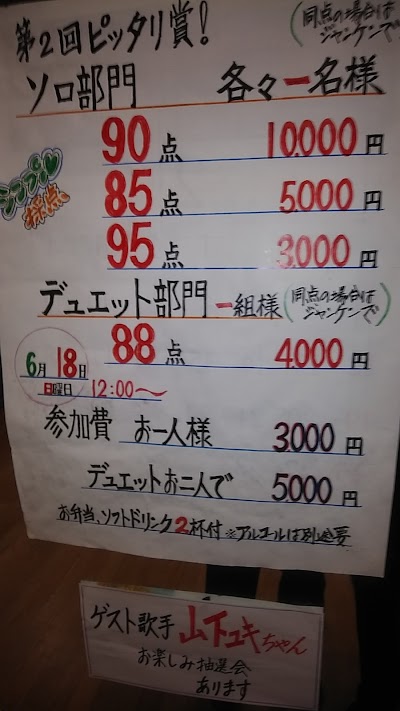 第2回ピッタリ賞!
(同点の場合は
ジャンケンで)
ソロ部門 各々一名様
90点 10.000円
シンプル♥
採点
85点 5.000円
95点 3.000円
デュエット部門 一組様 (同点の場合は
ジャンケンで)
88点 4.000円
6月18日
日曜日 12:00〜
参加費 お一人様 3.000円
デュエットお二人で 5000円
お弁当、ソフトドリンク2杯付 ※アルコールは別途必要
ゲスト歌手 山下ユキちゃん
お楽しみ抽選会
あります